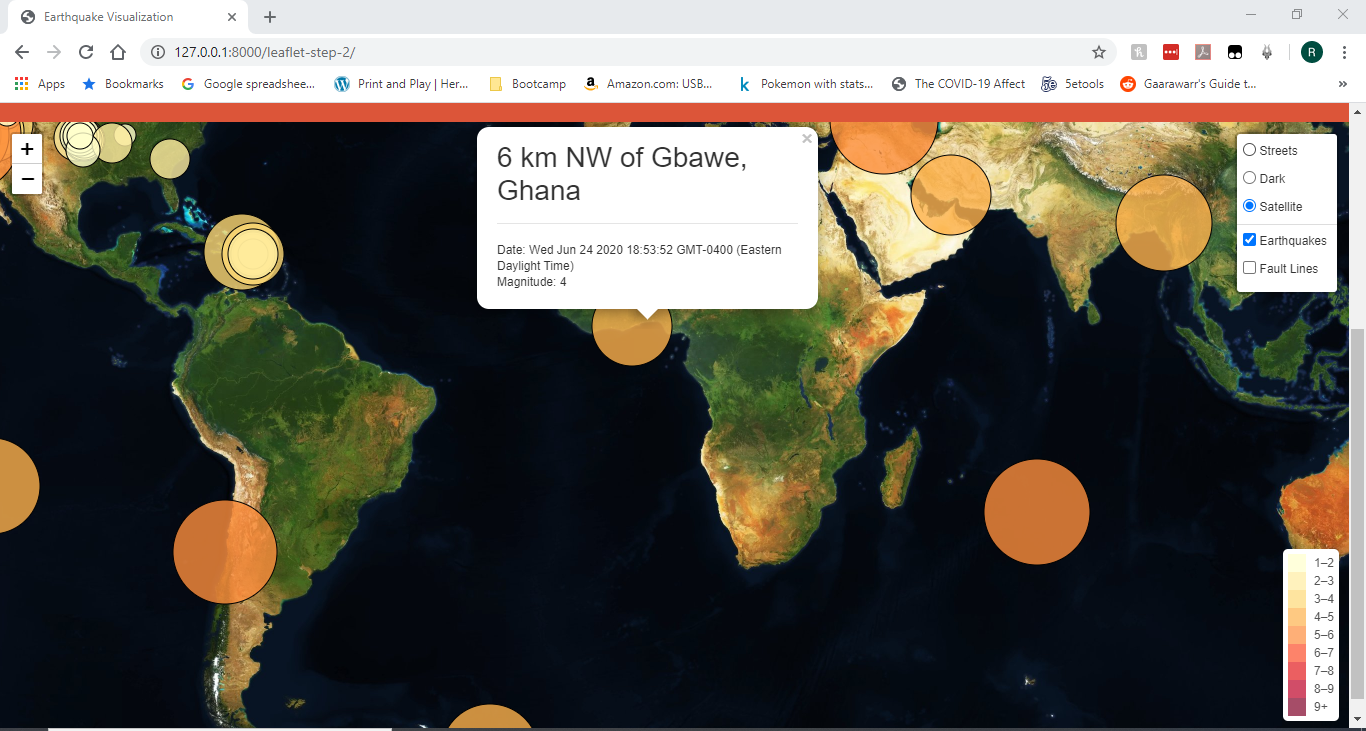 Earthquake Visualization
127.0.0.1:8000/leaflet-step-2/
R
Apps Bookmarks Google spreadshee... Print and Play | Her... Bootcamp Amazon.com: USB... Pokemon with stats... The COVID-19 Affect 5etools Gaarawarr's Guide t... »
+
−
6 km NW of Gbawe,
Ghana
Date: Wed Jun 24 2020 18:53:52 GMT-0400 (Eastern
Daylight Time)
Magnitude: 4
Streets
Dark
Satellite
Earthquakes
Fault Lines
1–2
2–3
3–4
4–5
5–6
6–7
7–8
8–9
9+